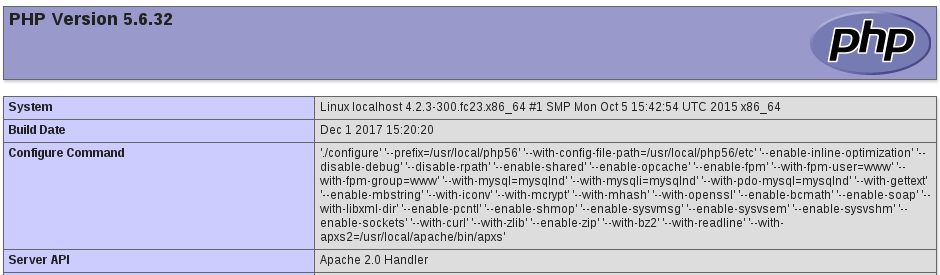 PHP Version 5.6.32
php
System Linux localhost 4.2.3-300.fc23.x86_64 #1 SMP Mon Oct 5 15:42:54 UTC 2015 x86_64
Build Date Dec 1 2017 15:20:20
Configure Command './configure' '--prefix=/usr/local/php56' '--with-config-file-path=/usr/local/php56/etc' '--enable-inline-optimization' '--
disable-debug' '--disable-rpath' '--enable-shared' '--enable-opcache' '--enable-fpm' '--with-fpm-user=www' '--
with-fpm-group=www' '--with-mysql=mysqlnd' '--with-mysqli=mysqlnd' '--with-pdo-mysql=mysqlnd' '--with-gettext'
'--enable-mbstring' '--with-iconv' '--with-mcrypt' '--with-mhash' '--with-openssl' '--enable-bcmath' '--enable-soap' '--
with-libxml-dir' '--enable-pcntl' '--enable-shmop' '--enable-sysvmsg' '--enable-sysvsem' '--enable-sysvshm' '--
enable-sockets' '--with-curl' '--with-zlib' '--enable-zip' '--with-bz2' '--with-readline' '--with-
apxs2=/usr/local/apache/bin/apxs'
Server API Apache 2.0 Handler